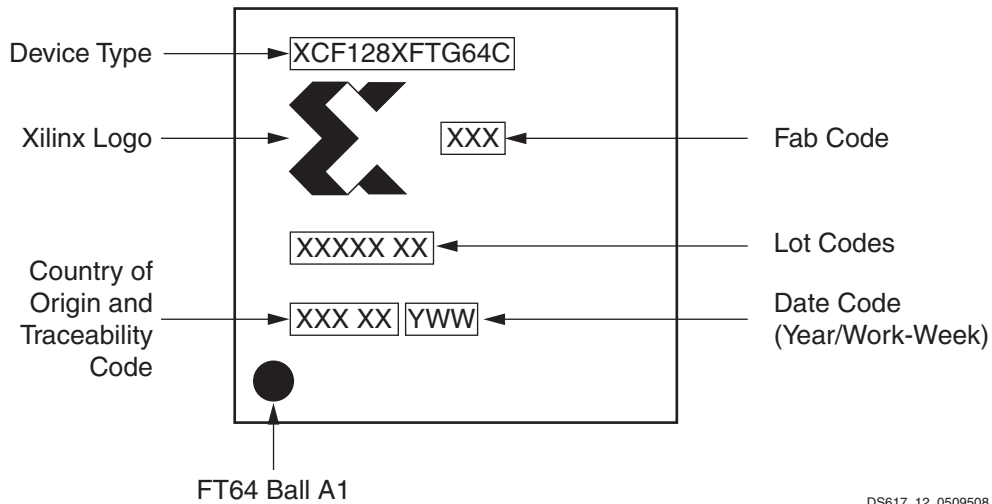 Device Type
XCF128XFTG64C
Xilinx Logo
XXX
Fab Code
XXXXX XX
Lot Codes
Country of
Origin and
Traceability
Code
XXX XX
YWW
Date Code
(Year/Work-Week)
FT64 Ball A1
DS617_12_0509508